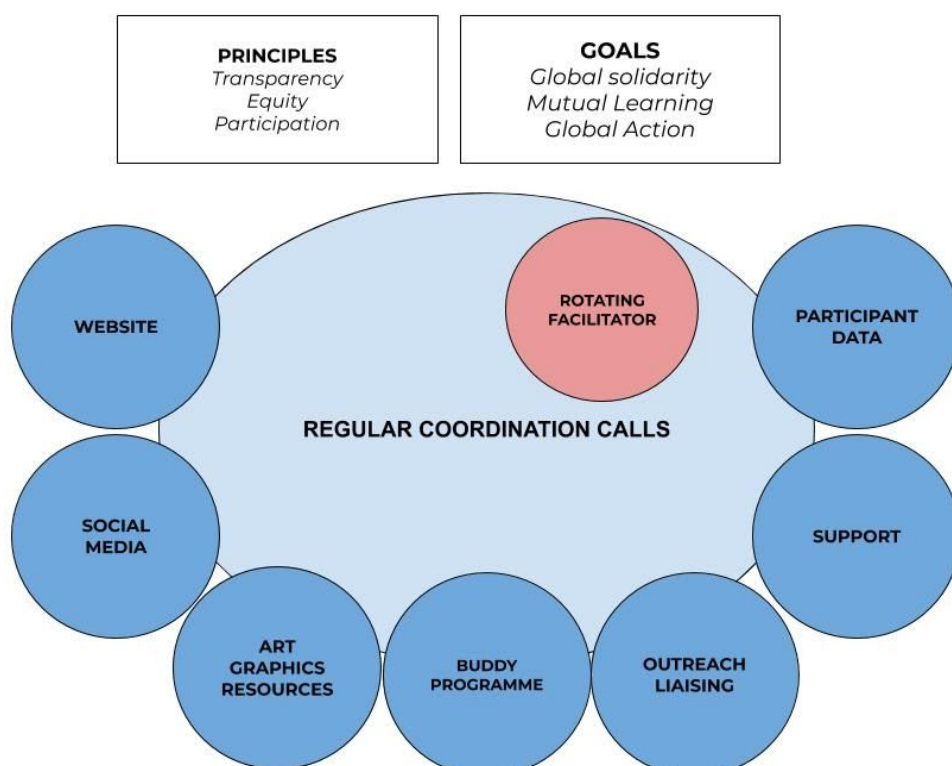 PRINCIPLES
Transparency
Equity
Participation
GOALS
Global solidarity
Mutual Learning
Global Action
ROTATING
FACILITATOR
WEBSITE
PARTICIPANT
DATA
REGULAR COORDINATION CALLS
SOCIAL
MEDIA
SUPPORT
ART
GRAPHICS
RESOURCES
BUDDY
PROGRAMME
OUTREACH
LIAISING